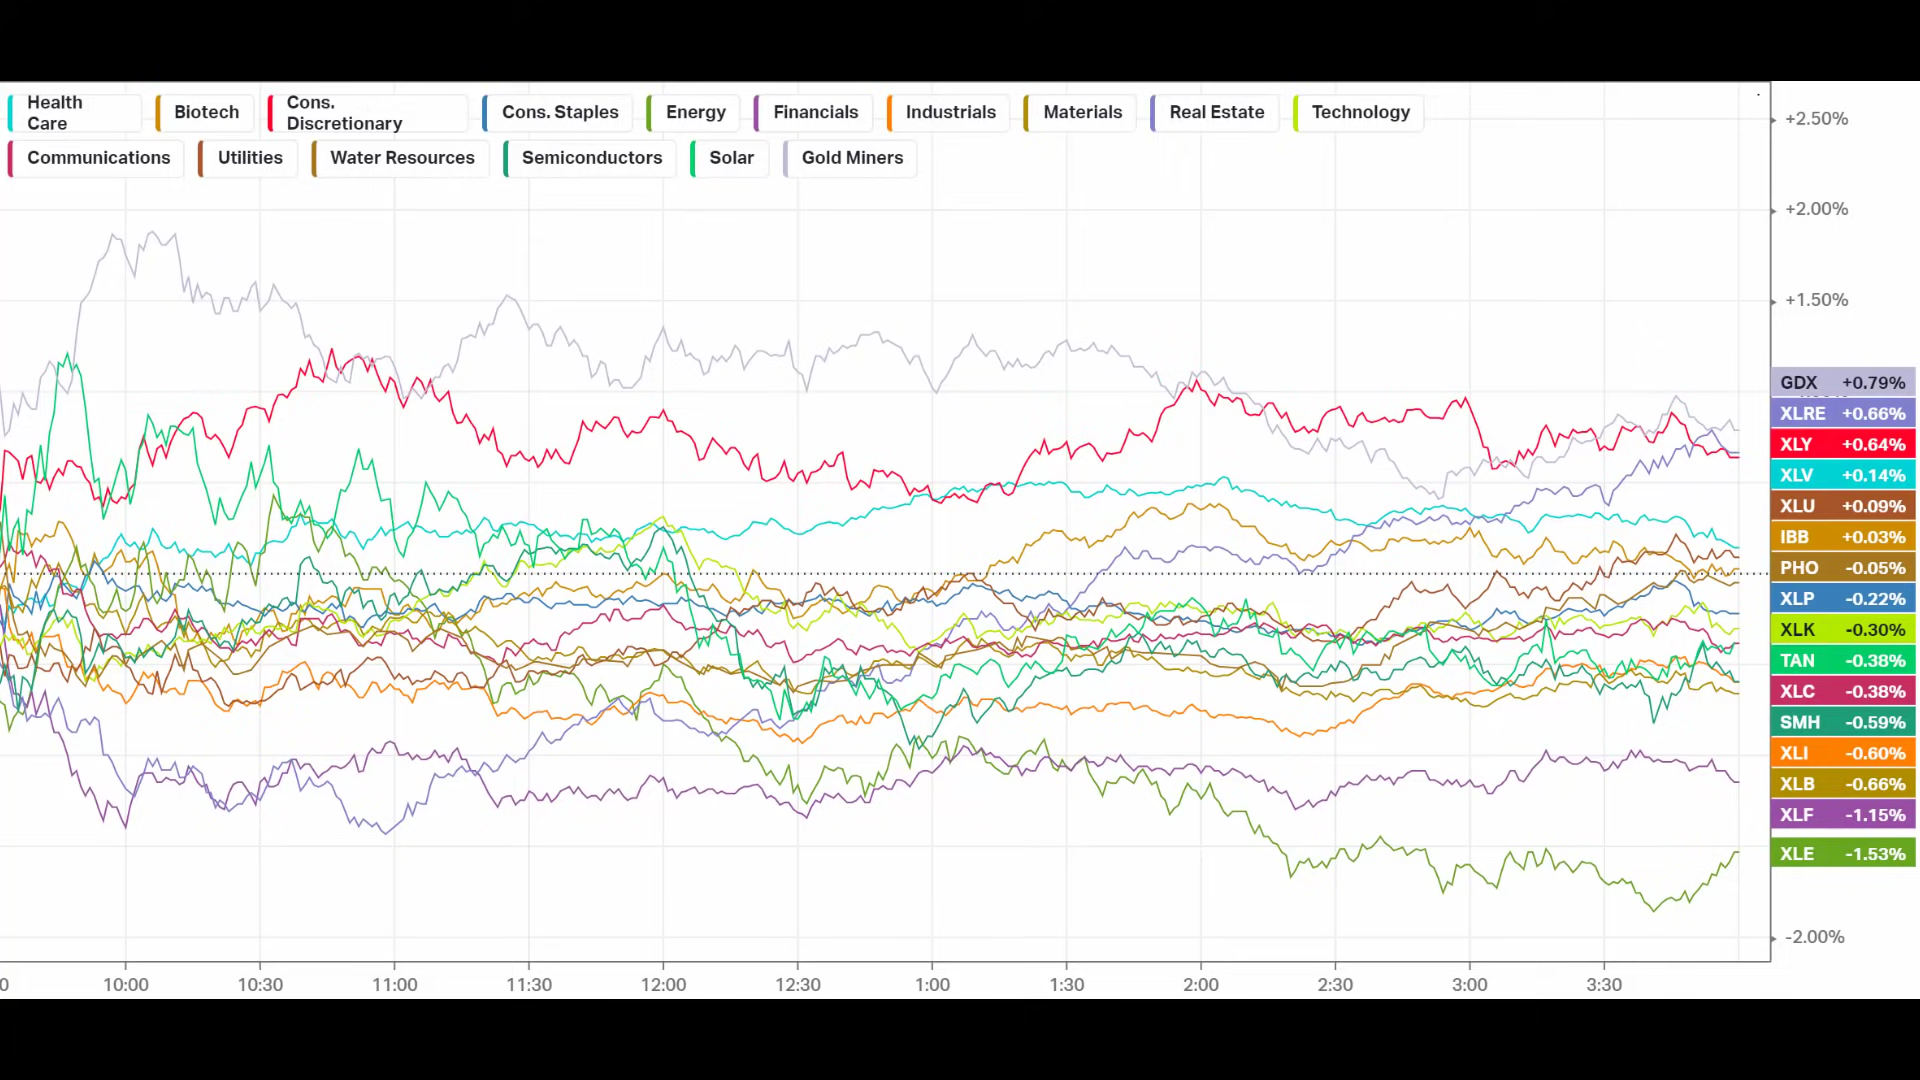 Health
Care
Biotech
Cons.
Discretionary
Cons. Staples
Energy
Financials
Industrials
Materials
Real Estate
Technology
Communications
Utilities
Water Resources
Semiconductors
Solar
Gold Miners
+2.50%
+2.00%
+1.50%
GDX +0.79%
XLRE +0.66%
XLY +0.64%
XLV +0.14%
XLU +0.09%
IBB +0.03%
PHO -0.05%
XLP -0.22%
XLK -0.30%
TAN -0.38%
XLC -0.38%
SMH -0.59%
XLI -0.60%
XLB -0.66%
XLF -1.15%
XLE -1.53%
-2.00%
0 10:00 10:30 11:00 11:30 12:00 12:30 1:00 1:30 2:00 2:30 3:00 3:30